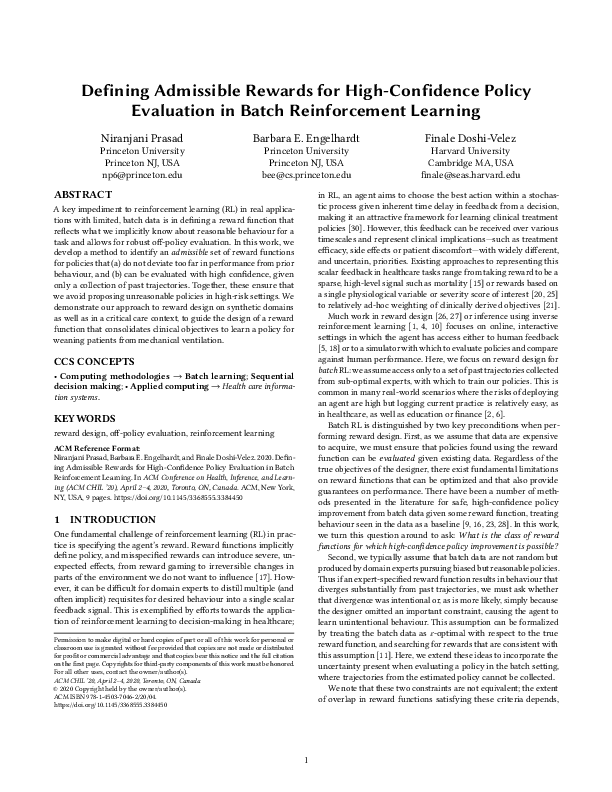 Defining Admissible Rewards for High-Confidence Policy
Evaluation in Batch Reinforcement Learning
Niranjani Prasad
Princeton University
Princeton NJ, USA
np6@princeton.edu
Barbara E. Engelhardt
Princeton University
Princeton NJ, USA
bee@cs.princeton.edu
Finale Doshi-Velez
Harvard University
Cambridge MA, USA
finale@seas.harvard.edu
ABSTRACT
A key impediment to reinforcement learning (RL) in real applica-
tions with limited, batch data is in defining a reward function that
reflects what we implicitly know about reasonable behaviour for a
task and allows for robust off-policy evaluation. In this work, we
develop a method to identify an admissible set of reward functions
for policies that (a) do not deviate too far in performance from prior
behaviour, and (b) can be evaluated with high confidence, given
only a collection of past trajectories. Together, these ensure that
we avoid proposing unreasonable policies in high-risk settings. We
demonstrate our approach to reward design on synthetic domains
as well as in a critical care context, to guide the design of a reward
function that consolidates clinical objectives to learn a policy for
weaning patients from mechanical ventilation.
CCS CONCEPTS
• Computing methodologies → Batch learning; Sequential
decision making; • Applied computing → Health care informa-
tion systems.
KEYWORDS
reward design, off-policy evaluation, reinforcement learning
ACM Reference Format:
Niranjani Prasad, Barbara E. Engelhardt, and Finale Doshi-Velez. 2020. Defin-
ing Admissible Rewards for High-Confidence Policy Evaluation in Batch
Reinforcement Learning. In ACM Conference on Health, Inference, and Learn-
ing (ACM CHIL '20), April 2–4, 2020, Toronto, ON, Canada. ACM, New York,
NY, USA, 9 pages. https://doi.org/10.1145/3368555.3384450
1 INTRODUCTION
One fundamental challenge of reinforcement learning (RL) in prac-
tice is specifying the agent's reward. Reward functions implicitly
define policy, and misspecified rewards can introduce severe, un-
expected effects, from reward gaming to irreversible changes in
parts of the environment we do not want to influence [17]. How-
ever, it can be difficult for domain experts to distil multiple (and
often implicit) requisites for desired behaviour into a single scalar
feedback signal. This is exemplified by efforts towards the applica-
tion of reinforcement learning to decision-making in healthcare;
Permission to make digital or hard copies of part or all of this work for personal or
classroom use is granted without fee provided that copies are not made or distributed
for profit or commercial advantage and that copies bear this notice and the full citation
on the first page. Copyrights for third-party components of this work must be honored.
For all other uses, contact the owner/author(s).
ACM CHIL '20, April 2–4, 2020, Toronto, ON, Canada
© 2020 Copyright held by the owner/author(s).
ACM ISBN 978-1-4503-7046-2/20/04.
https://doi.org/10.1145/3368555.3384450
in RL, an agent aims to choose the best action within a stochas-
tic process given inherent time delay in feedback from a decision,
making it an attractive framework for learning clinical treatment
policies [30]. However, this feedback can be received over various
timescales and represent clinical implications—such as treatment
efficacy, side effects or patient discomfort—with widely different,
and uncertain, priorities. Existing approaches to representing this
scalar feedback in healthcare tasks range from taking reward to be a
sparse, high-level signal such as mortality [15] or rewards based on
a single physiological variable or severity score of interest [20, 25]
to relatively ad-hoc weighting of clinically derived objectives [21].
Much work in reward design [26, 27] or inference using inverse
reinforcement learning [1, 4, 10] focuses on online, interactive
settings in which the agent has access either to human feedback
[5, 18] or to a simulator with which to evaluate policies and compare
against human performance. Here, we focus on reward design for
batch RL: we assume access only to a set of past trajectories collected
from sub-optimal experts, with which to train our policies. This is
common in many real-world scenarios where the risks of deploying
an agent are high but logging current practice is relatively easy, as
in healthcare, as well as education or finance [2, 6].
Batch RL is distinguished by two key preconditions when per-
forming reward design. First, as we assume that data are expensive
to acquire, we must ensure that policies found using the reward
function can be evaluated given existing data. Regardless of the
true objectives of the designer, there exist fundamental limitations
on reward functions that can be optimized and that also provide
guarantees on performance. There have been a number of meth-
ods presented in the literature for safe, high-confidence policy
improvement from batch data given some reward function, treating
behaviour seen in the data as a baseline [9, 16, 23, 28]. In this work,
we turn this question around to ask: What is the class of reward
functions for which high-confidence policy improvement is possible?
Second, we typically assume that batch data are not random but
produced by domain experts pursuing biased but reasonable policies.
Thus if an expert-specified reward function results in behaviour that
diverges substantially from past trajectories, we must ask whether
that divergence was intentional or, as is more likely, simply because
the designer omitted an important constraint, causing the agent to
learn unintentional behaviour. This assumption can be formalized
by treating the batch data as ε-optimal with respect to the true
reward function, and searching for rewards that are consistent with
this assumption [11]. Here, we extend these ideas to incorporate the
uncertainty present when evaluating a policy in the batch setting,
where trajectories from the estimated policy cannot be collected.
We note that these two constraints are not equivalent; the extent
of overlap in reward functions satisfying these criteria depends,
1